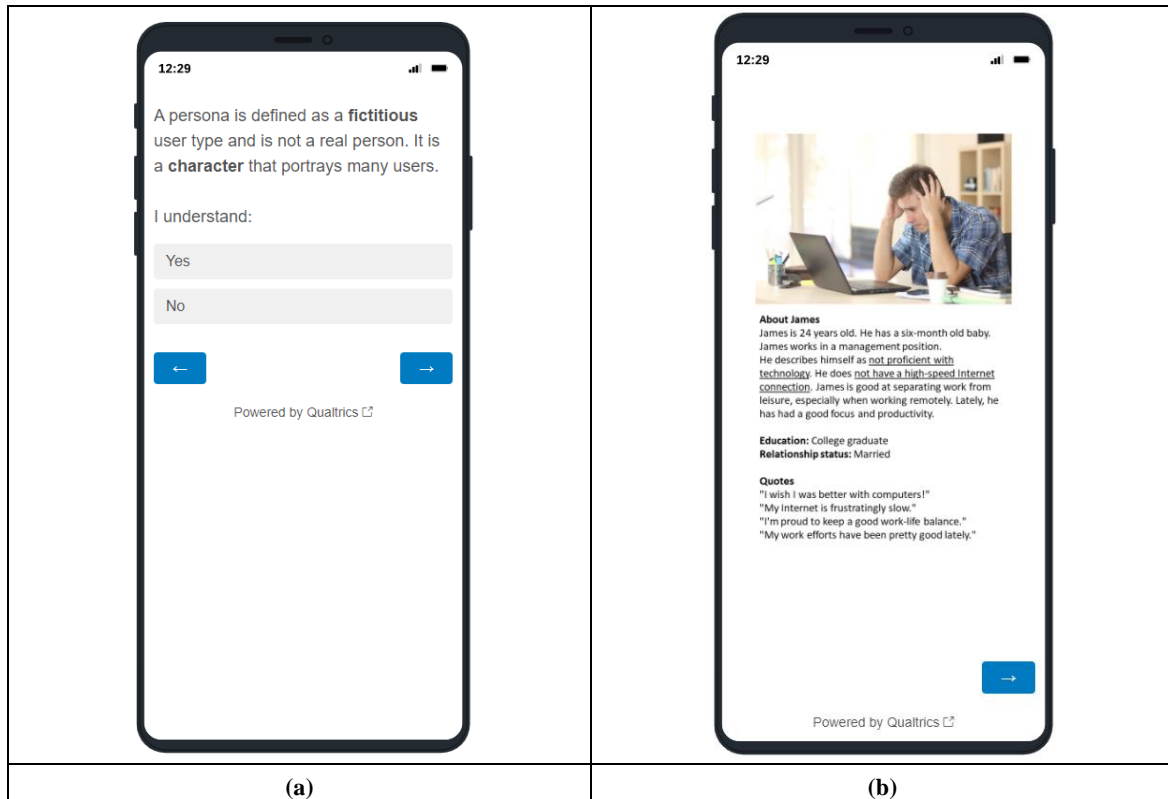 12:29
A persona is defined as a fictitious
user type and is not a real person. It is
a character that portrays many users.
I understand:
Yes
No
←
→
Powered by Qualtrics
(a)
12:29
About James
James is 24 years old. He has a six-month old baby.
James works in a management position.
He describes himself as not proficient with
technology. He does not have a high-speed Internet
connection. James is good at separating work from
leisure, especially when working remotely. Lately, he
has had a good focus and productivity.
Education: College graduate
Relationship status: Married
Quotes
"I wish I was better with computers!"
"My Internet is frustratingly slow."
"I'm proud to keep a good work-life balance."
"My work efforts have been pretty good lately."
→
Powered by Qualtrics
(b)